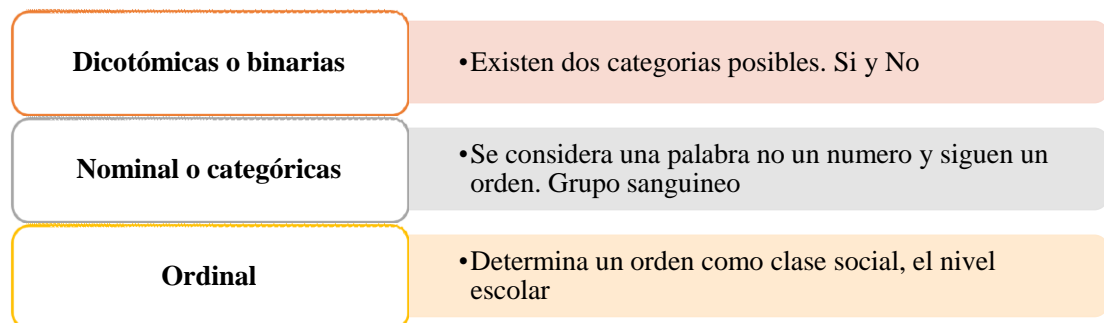 Dicotómicas o binarias
•Existen dos categorias posibles. Si y No
Nominal o categóricas
•Se considera una palabra no un numero y siguen un
orden. Grupo sanguineo
Ordinal
•Determina un orden como clase social, el nivel
escolar